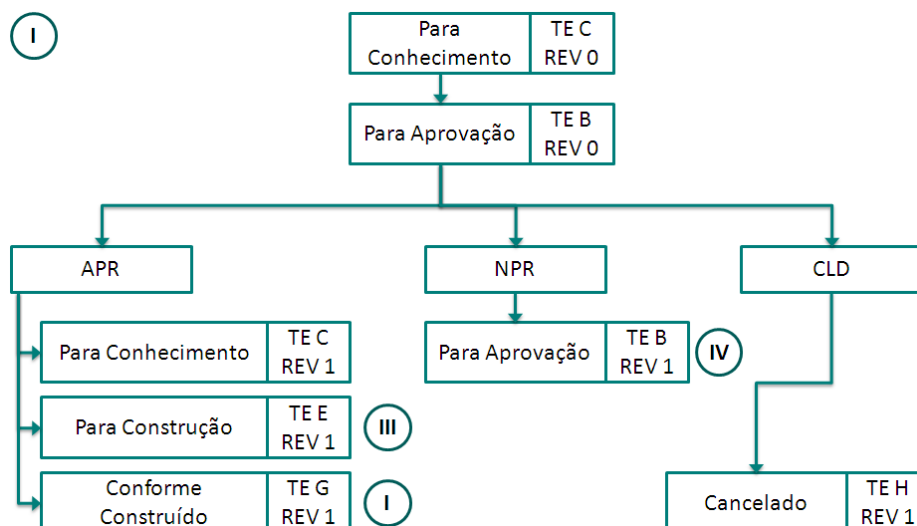 I
Para
Conhecimento
TE C
REV 0
Para Aprovação
TE B
REV 0
APR
NPR
CLD
Para Conhecimento
TE C
REV 1
Para Aprovação
TE B
REV 1
IV
Para Construção
TE E
REV 1
III
Conforme
Construído
TE G
REV 1
I
Cancelado
TE H
REV 1